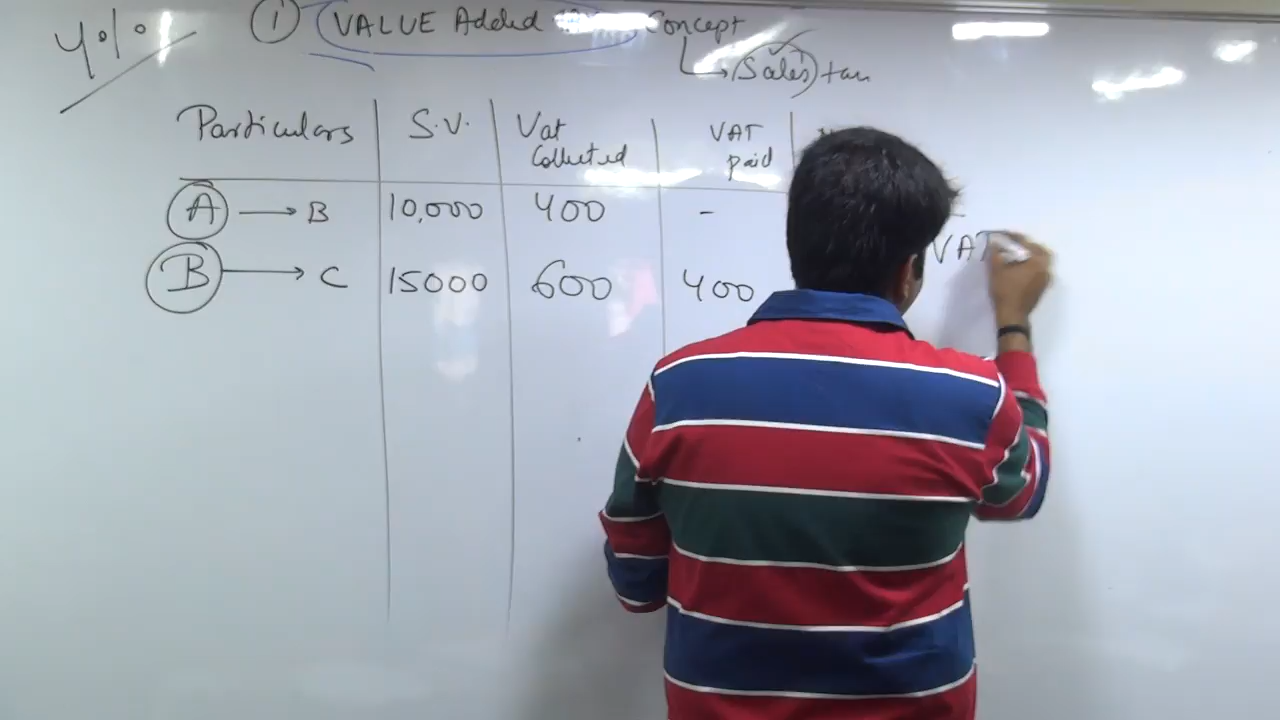 4%
① VALUE Added Concept
(Sales) tax
Particulars S.V. Vat Collected VAT paid
A → B 10,000 400 -
VAT
B → C 15000 600 400